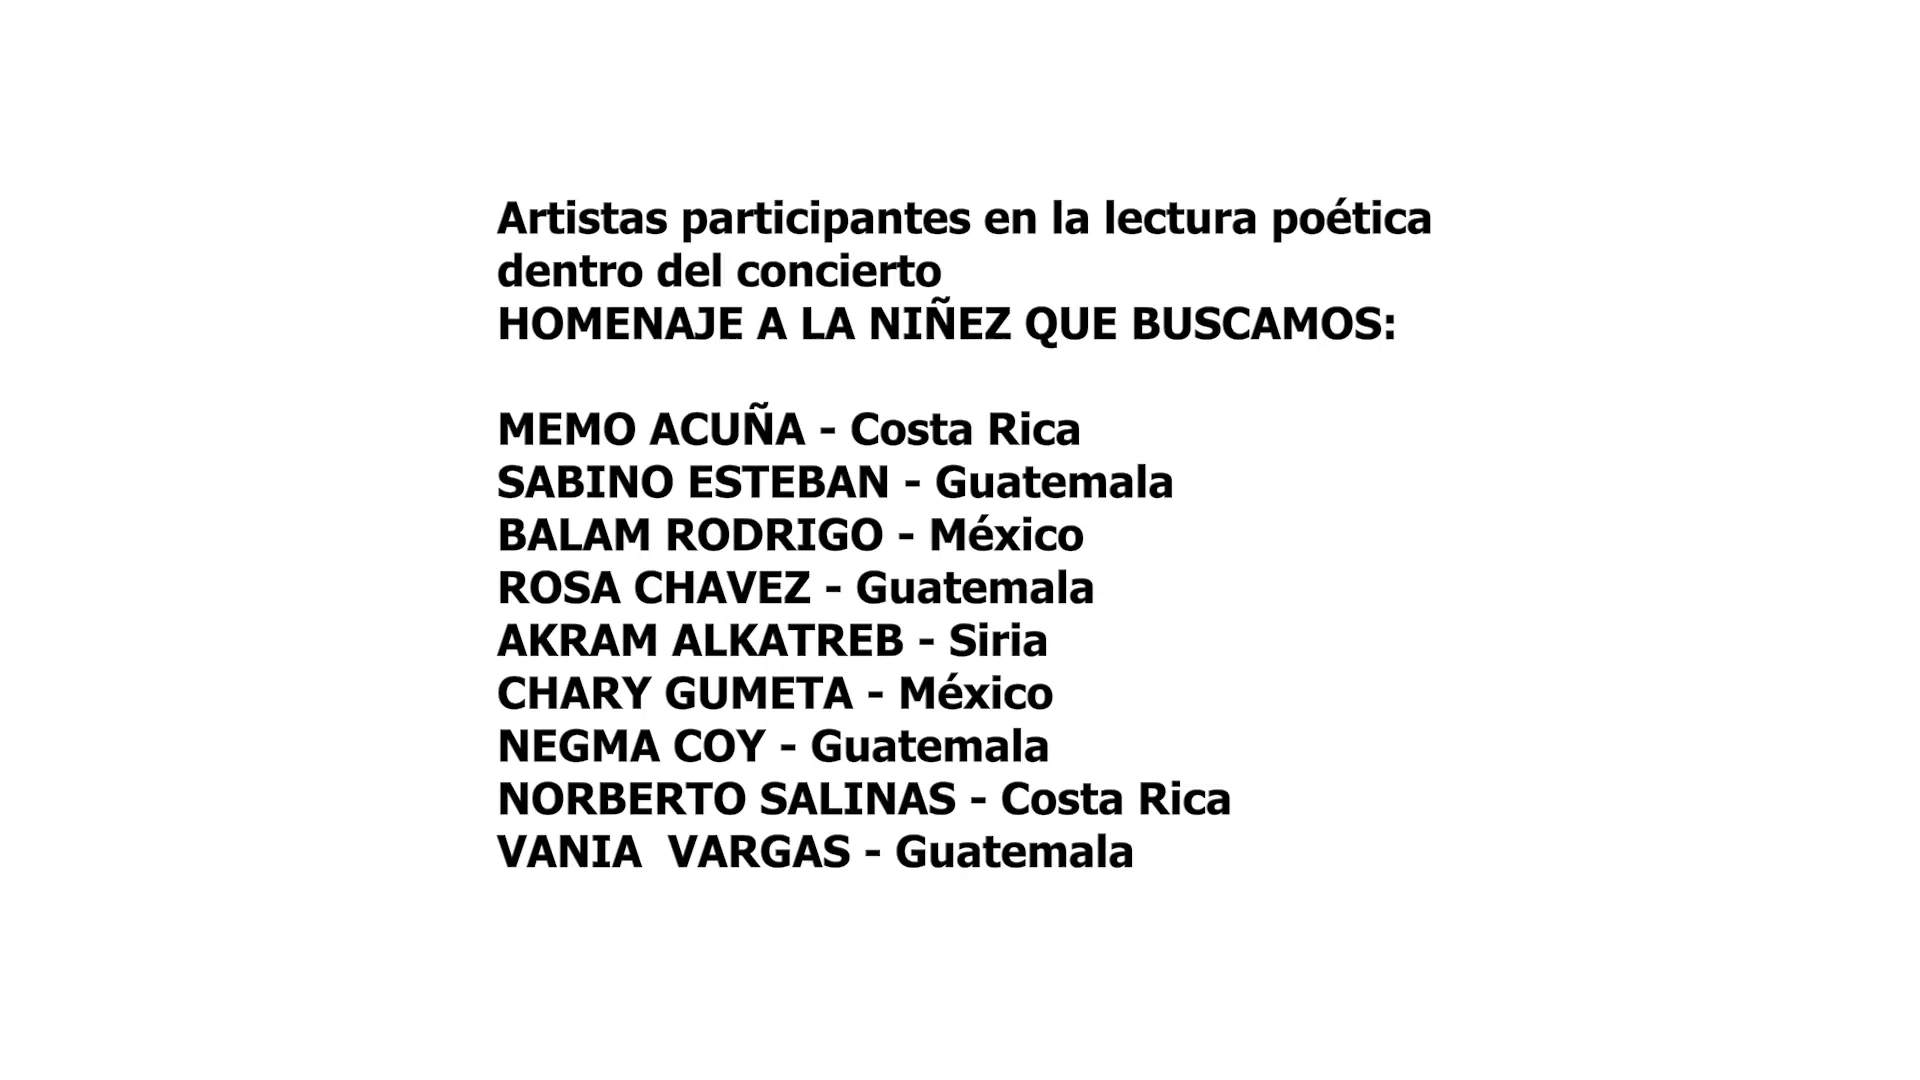 Artistas participantes en la lectura poética
dentro del concierto
HOMENAJE A LA NIÑEZ QUE BUSCAMOS:
MEMO ACUÑA - Costa Rica
SABINO ESTEBAN - Guatemala
BALAM RODRIGO - México
ROSA CHAVEZ - Guatemala
AKRAM ALKATREB - Siria
CHARY GUMETA - México
NEGMA COY - Guatemala
NORBERTO SALINAS - Costa Rica
VANIA  VARGAS - Guatemala